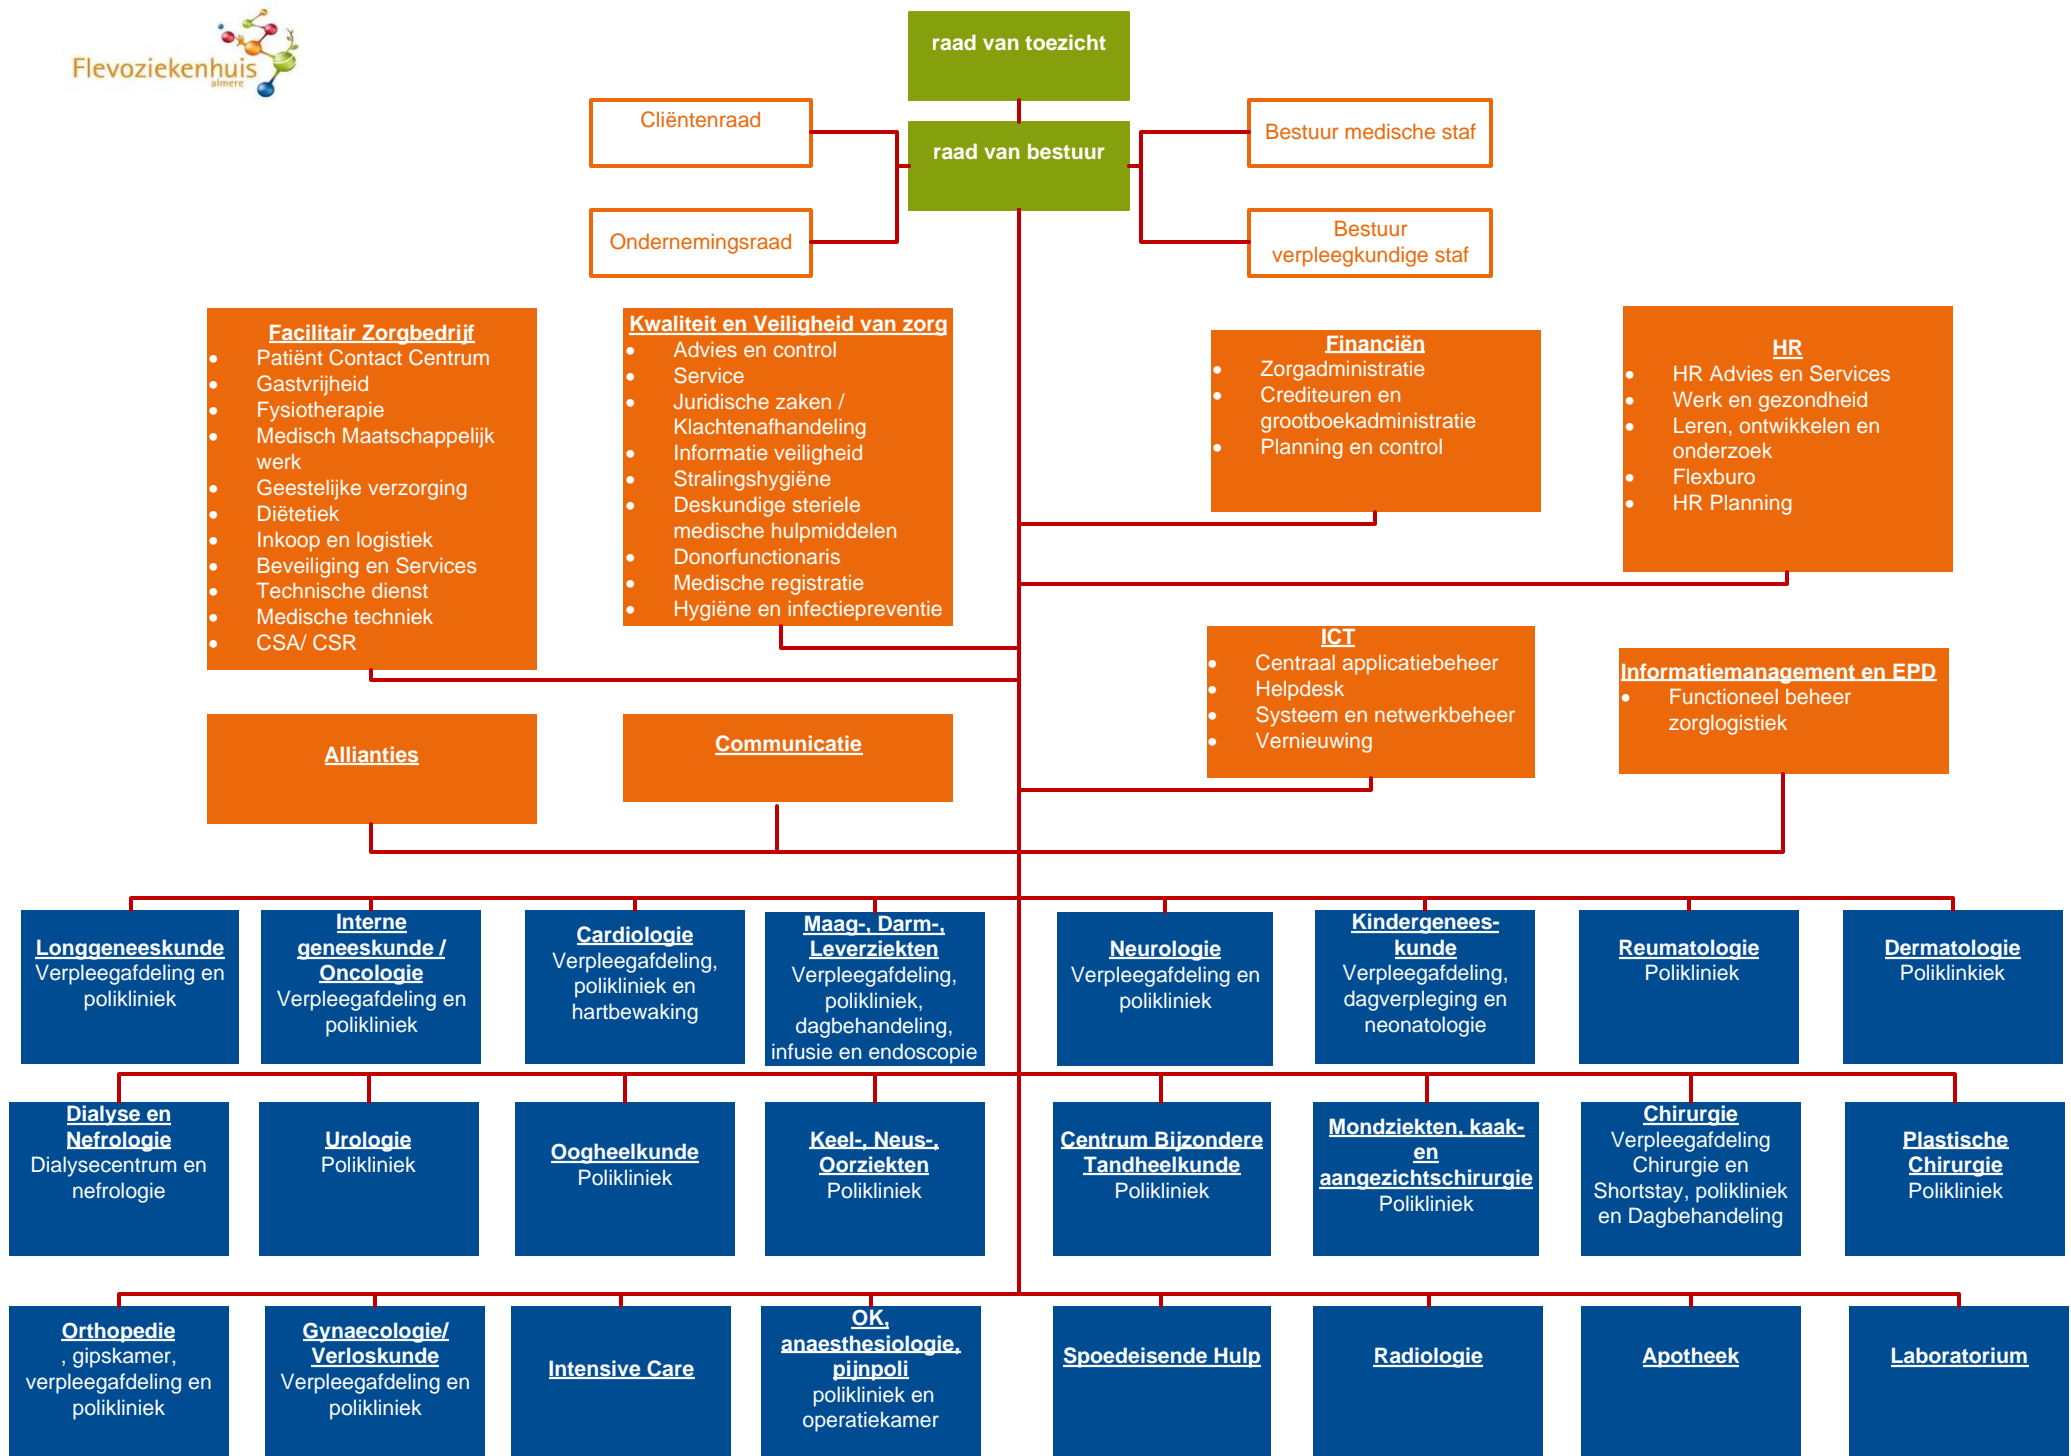 Flevoziekenhuis
almere
raad van toezicht
Cliëntenraad
raad van bestuur
Bestuur medische staf
Ondernemingsraad
Bestuur
verpleegkundige staf
Facilitair Zorgbedrijf
• Patiënt Contact Centrum
• Gastvrijheid
• Fysiotherapie
• Medisch Maatschappelijk
werk
• Geestelijke verzorging
• Diëtetiek
• Inkoop en logistiek
• Beveiliging en Services
• Technische dienst
• Medische techniek
• CSA/ CSR
Kwaliteit en Veiligheid van zorg
• Advies en control
• Service
• Juridische zaken /
Klachtenafhandeling
• Informatie veiligheid
• Stralingshygiëne
• Deskundige steriele
medische hulpmiddelen
• Donorfunctionaris
• Medische registratie
• Hygiëne en infectiepreventie
Financiën
• Zorgadministratie
• Crediteuren en
grootboekadministratie
• Planning en control
HR
• HR Advies en Services
• Werk en gezondheid
• Leren, ontwikkelen en
onderzoek
• Flexburo
• HR Planning
Allianties
Communicatie
ICT
• Centraal applicatiebeheer
• Helpdesk
• Systeem en netwerkbeheer
• Vernieuwing
Informatiemanagement en EPD
• Functioneel beheer
zorglogistiek
Longgeneeskunde
Verpleegafdeling en
polikliniek
Interne
geneeskunde /
Oncologie
Verpleegafdeling en
polikliniek
Cardiologie
Verpleegafdeling,
polikliniek en
hartbewaking
Maag-, Darm-,
Leverziekten
Verpleegafdeling,
polikliniek,
dagbehandeling,
infusie en endoscopie
Neurologie
Verpleegafdeling en
polikliniek
Kindergenees-
kunde
Verpleegafdeling,
dagverpleging en
neonatologie
Reumatologie
Polikliniek
Dermatologie
Poliklinkiek
Dialyse en
Nefrologie
Dialysecentrum en
nefrologie
Urologie
Polikliniek
Oogheelkunde
Polikliniek
Keel-, Neus-,
Oorziekten
Polikliniek
Centrum Bijzondere
Tandheelkunde
Polikliniek
Mondziekten, kaak-
en
aangezichtschirurgie
Polikliniek
Chirurgie
Verpleegafdeling
Chirurgie en
Shortstay, polikliniek
en Dagbehandeling
Plastische
Chirurgie
Polikliniek
Orthopedie
, gipskamer,
verpleegafdeling en
polikliniek
Gynaecologie/
Verloskunde
Verpleegafdeling en
polikliniek
Intensive Care
OK,
anaesthesiologie,
pijnpoli
polikliniek en
operatiekamer
Spoedeisende Hulp
Radiologie
Apotheek
Laboratorium